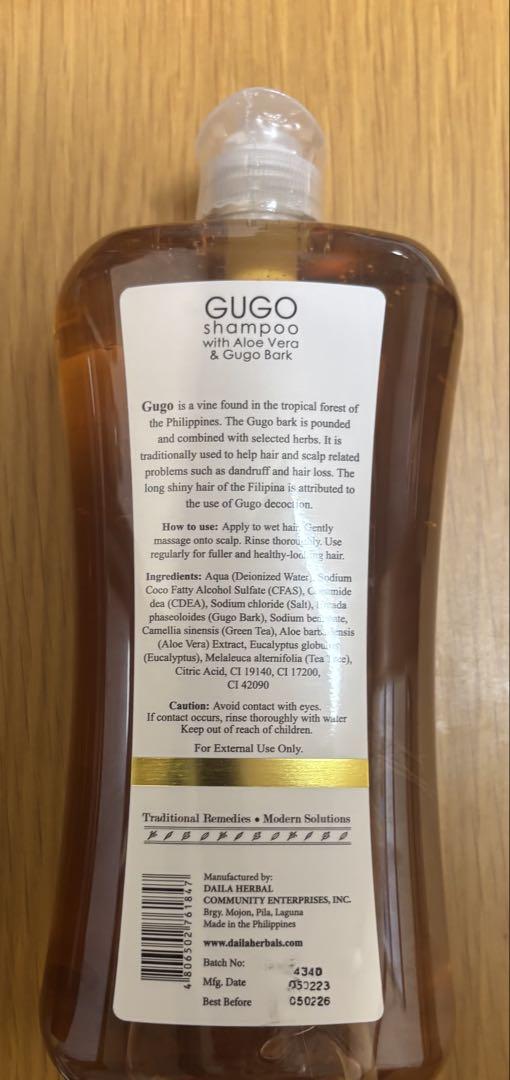 GUGO
shampoo
with Aloe Vera
& Gugo Bark
Gugo is a vine found in the tropical forest of
the Philippines. The Gugo bark is pounded
and combined with selected herbs. It is
traditionally used to help hair and scalp related
problems such as dandruff and hair loss. The
long shiny hair of the Filipina is attributed to
the use of Gugo decoction.
How to use: Apply to wet hair. Gently
massage onto scalp. Rinse thoroughly. Use
regularly for fuller and healthy-looking hair.
Ingredients: Aqua (Deionized Water), Sodium
Coco Fatty Alcohol Sulfate (CFAS),
dea (CDEA), Sodium chloride (Salt),
phaseoloides (Gugo Bark), Sodium benzoate,
Camellia sinensis (Green Tea), Aloe barbadensis
(Aloe Vera) Extract, Eucalyptus globulus
(Eucalyptus), Melaleuca alternifolia (Tea Tree),
Citric Acid, CI 19140, CI 17200,
CI 42090
Caution: Avoid contact with eyes.
If contact occurs, rinse thoroughly with water
Keep out of reach of children.
For External Use Only.
Traditional Remedies • Modern Solutions
Manufactured by:
DAILA HERBAL
COMMUNITY ENTERPRISES, INC.
Brgy. Mojon, Pila, Laguna
Made in the Philippines
www.dailaherbals.com
4806502761847
Batch No: 4340
Mfg. Date 050223
Best Before 050226